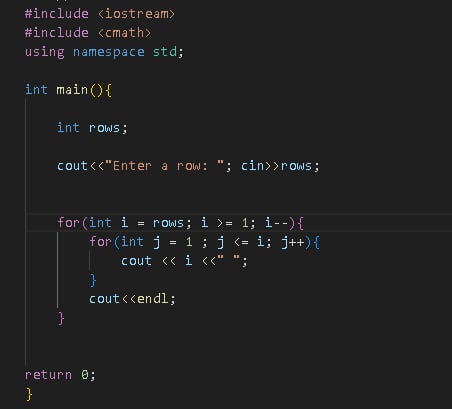 #include <iostream>
#include <cmath>
using namespace std;
int main(){
int rows;
cout<<"Enter a row: "; cin>>rows;
for(int i = rows; i >= 1; i--){
for(int j = 1 ; j <= i; j++){
cout << i <<" ";
}
cout<<endl;
}
return 0;
}